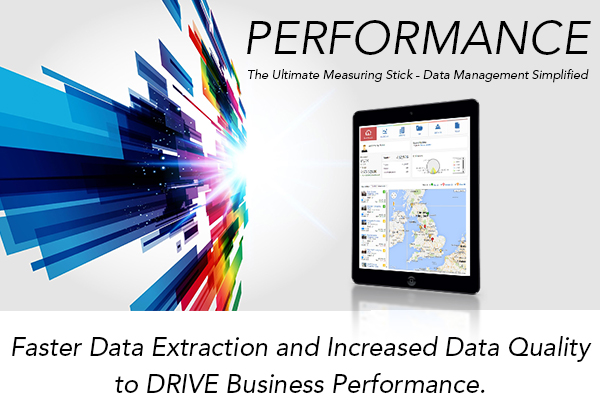 PERFORMANCE
The Ultimate Measuring Stick - Data Management Simplified
Faster Data Extraction and Increased Data Quality
to DRIVE Business Performance.